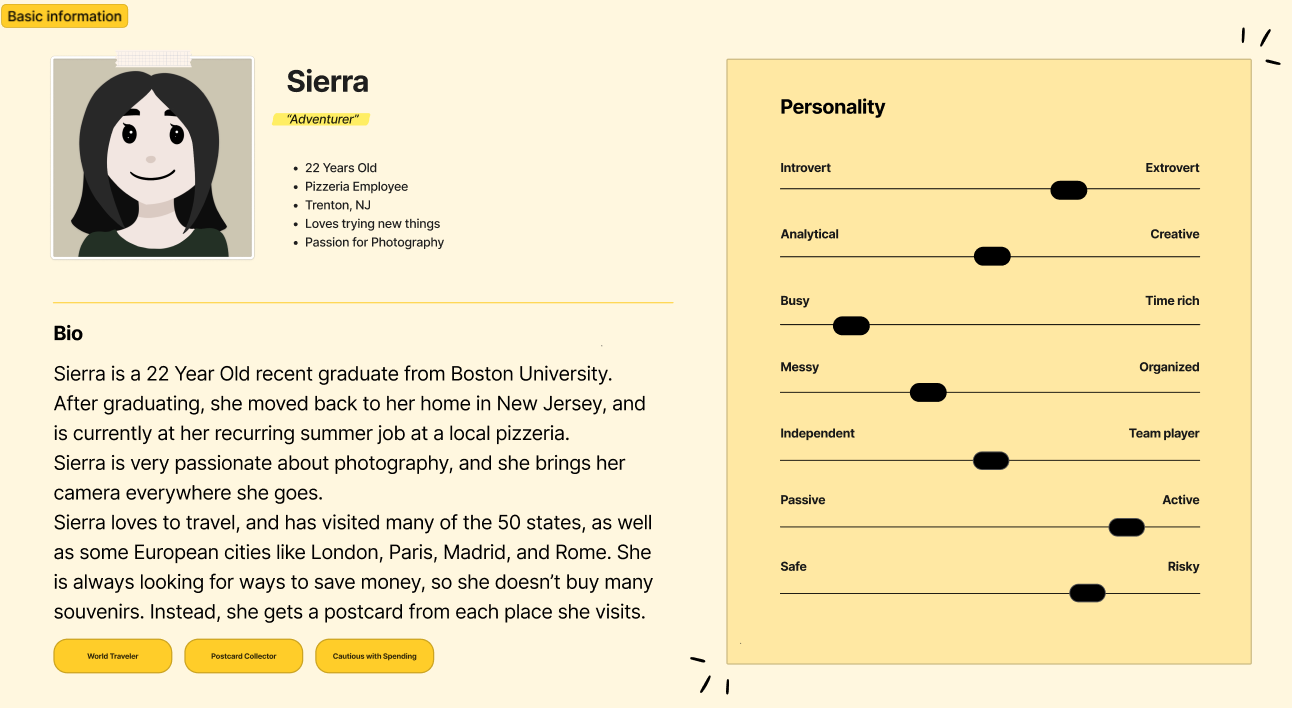 Basic information
Sierra
“Adventurer”
• 22 Years Old
• Pizzeria Employee
• Trenton, NJ
• Loves trying new things
• Passion for Photography
Bio
Sierra is a 22 Year Old recent graduate from Boston University.
After graduating, she moved back to her home in New Jersey, and
is currently at her recurring summer job at a local pizzeria.
Sierra is very passionate about photography, and she brings her
camera everywhere she goes.
Sierra loves to travel, and has visited many of the 50 states, as well
as some European cities like London, Paris, Madrid, and Rome. She
is always looking for ways to save money, so she doesn’t buy many
souvenirs. Instead, she gets a postcard from each place she visits.
World Traveler
Postcard Collector
Cautious with Spending
Personality
Introvert Extrovert
Analytical Creative
Busy Time rich
Messy Organized
Independent Team player
Passive Active
Safe Risky